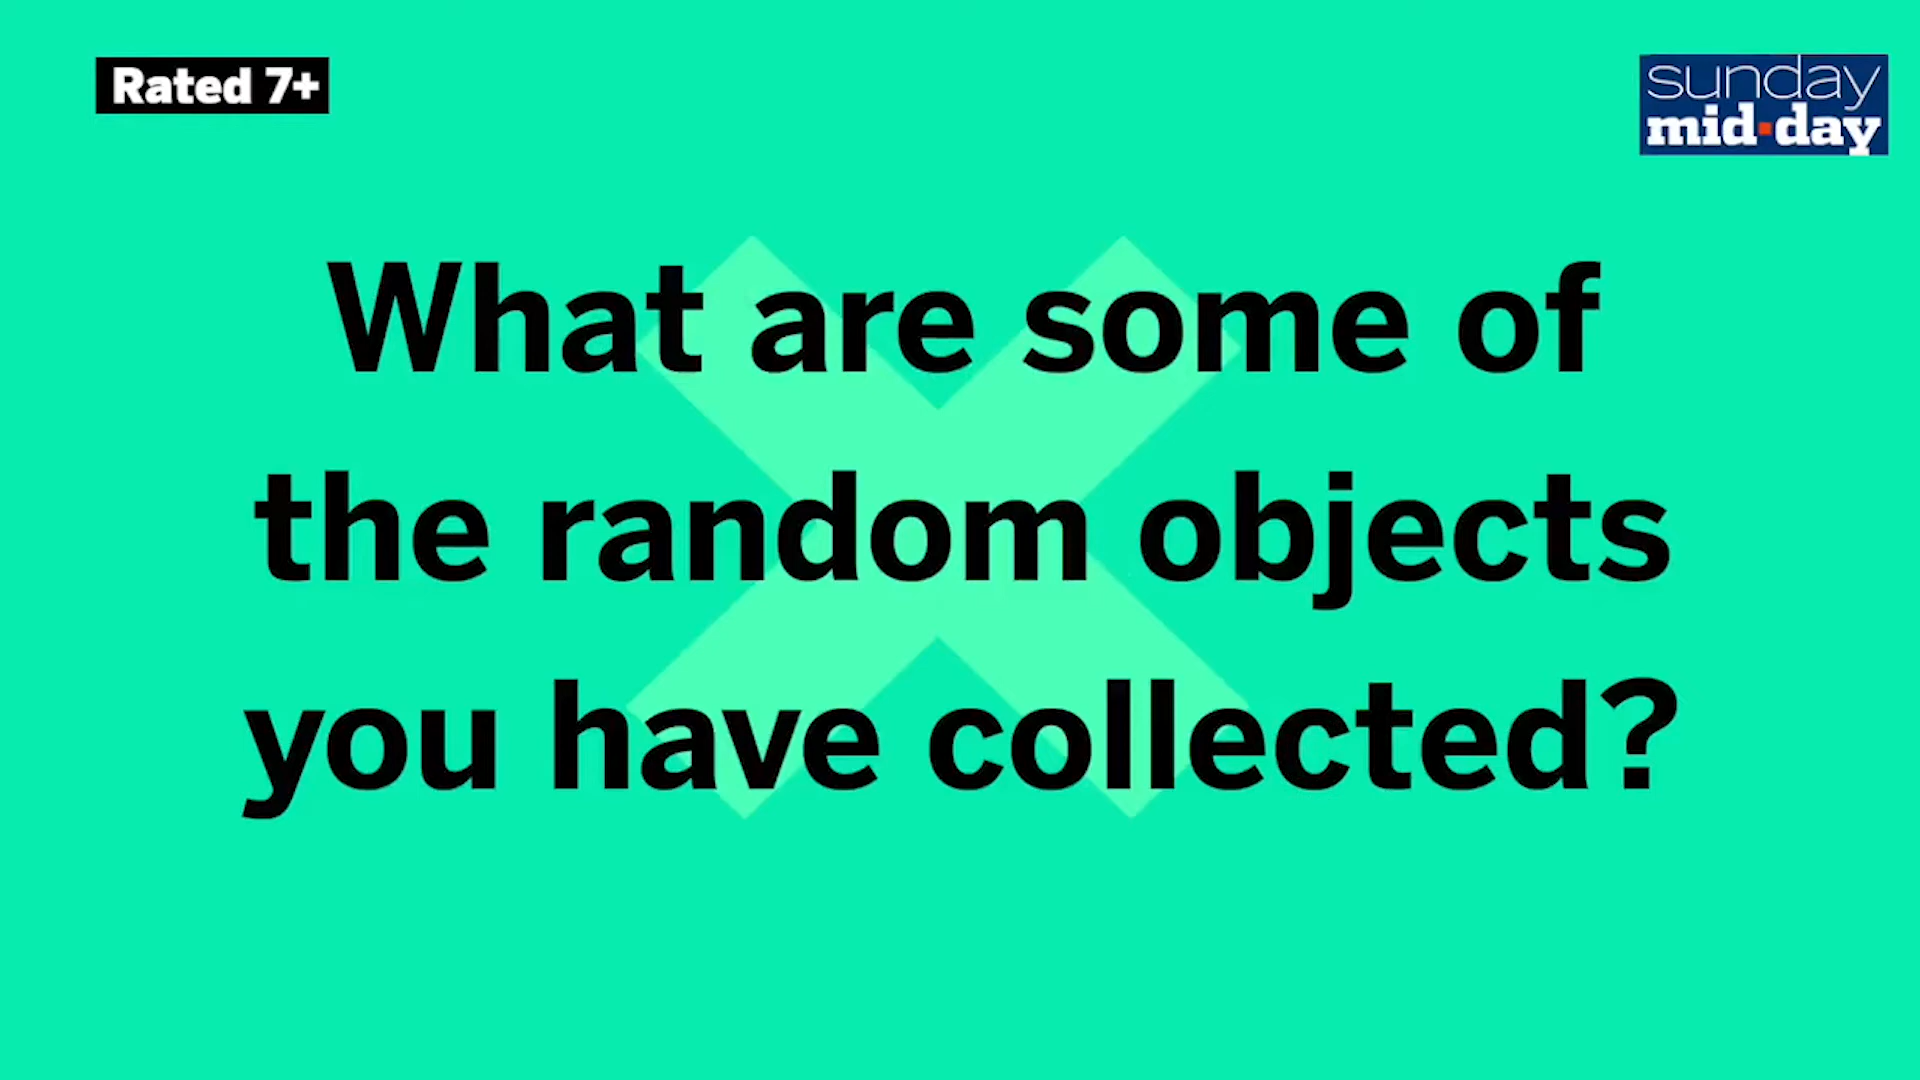 Rated 7+
sunday
mid-day
What are some of
the random objects
you have collected?